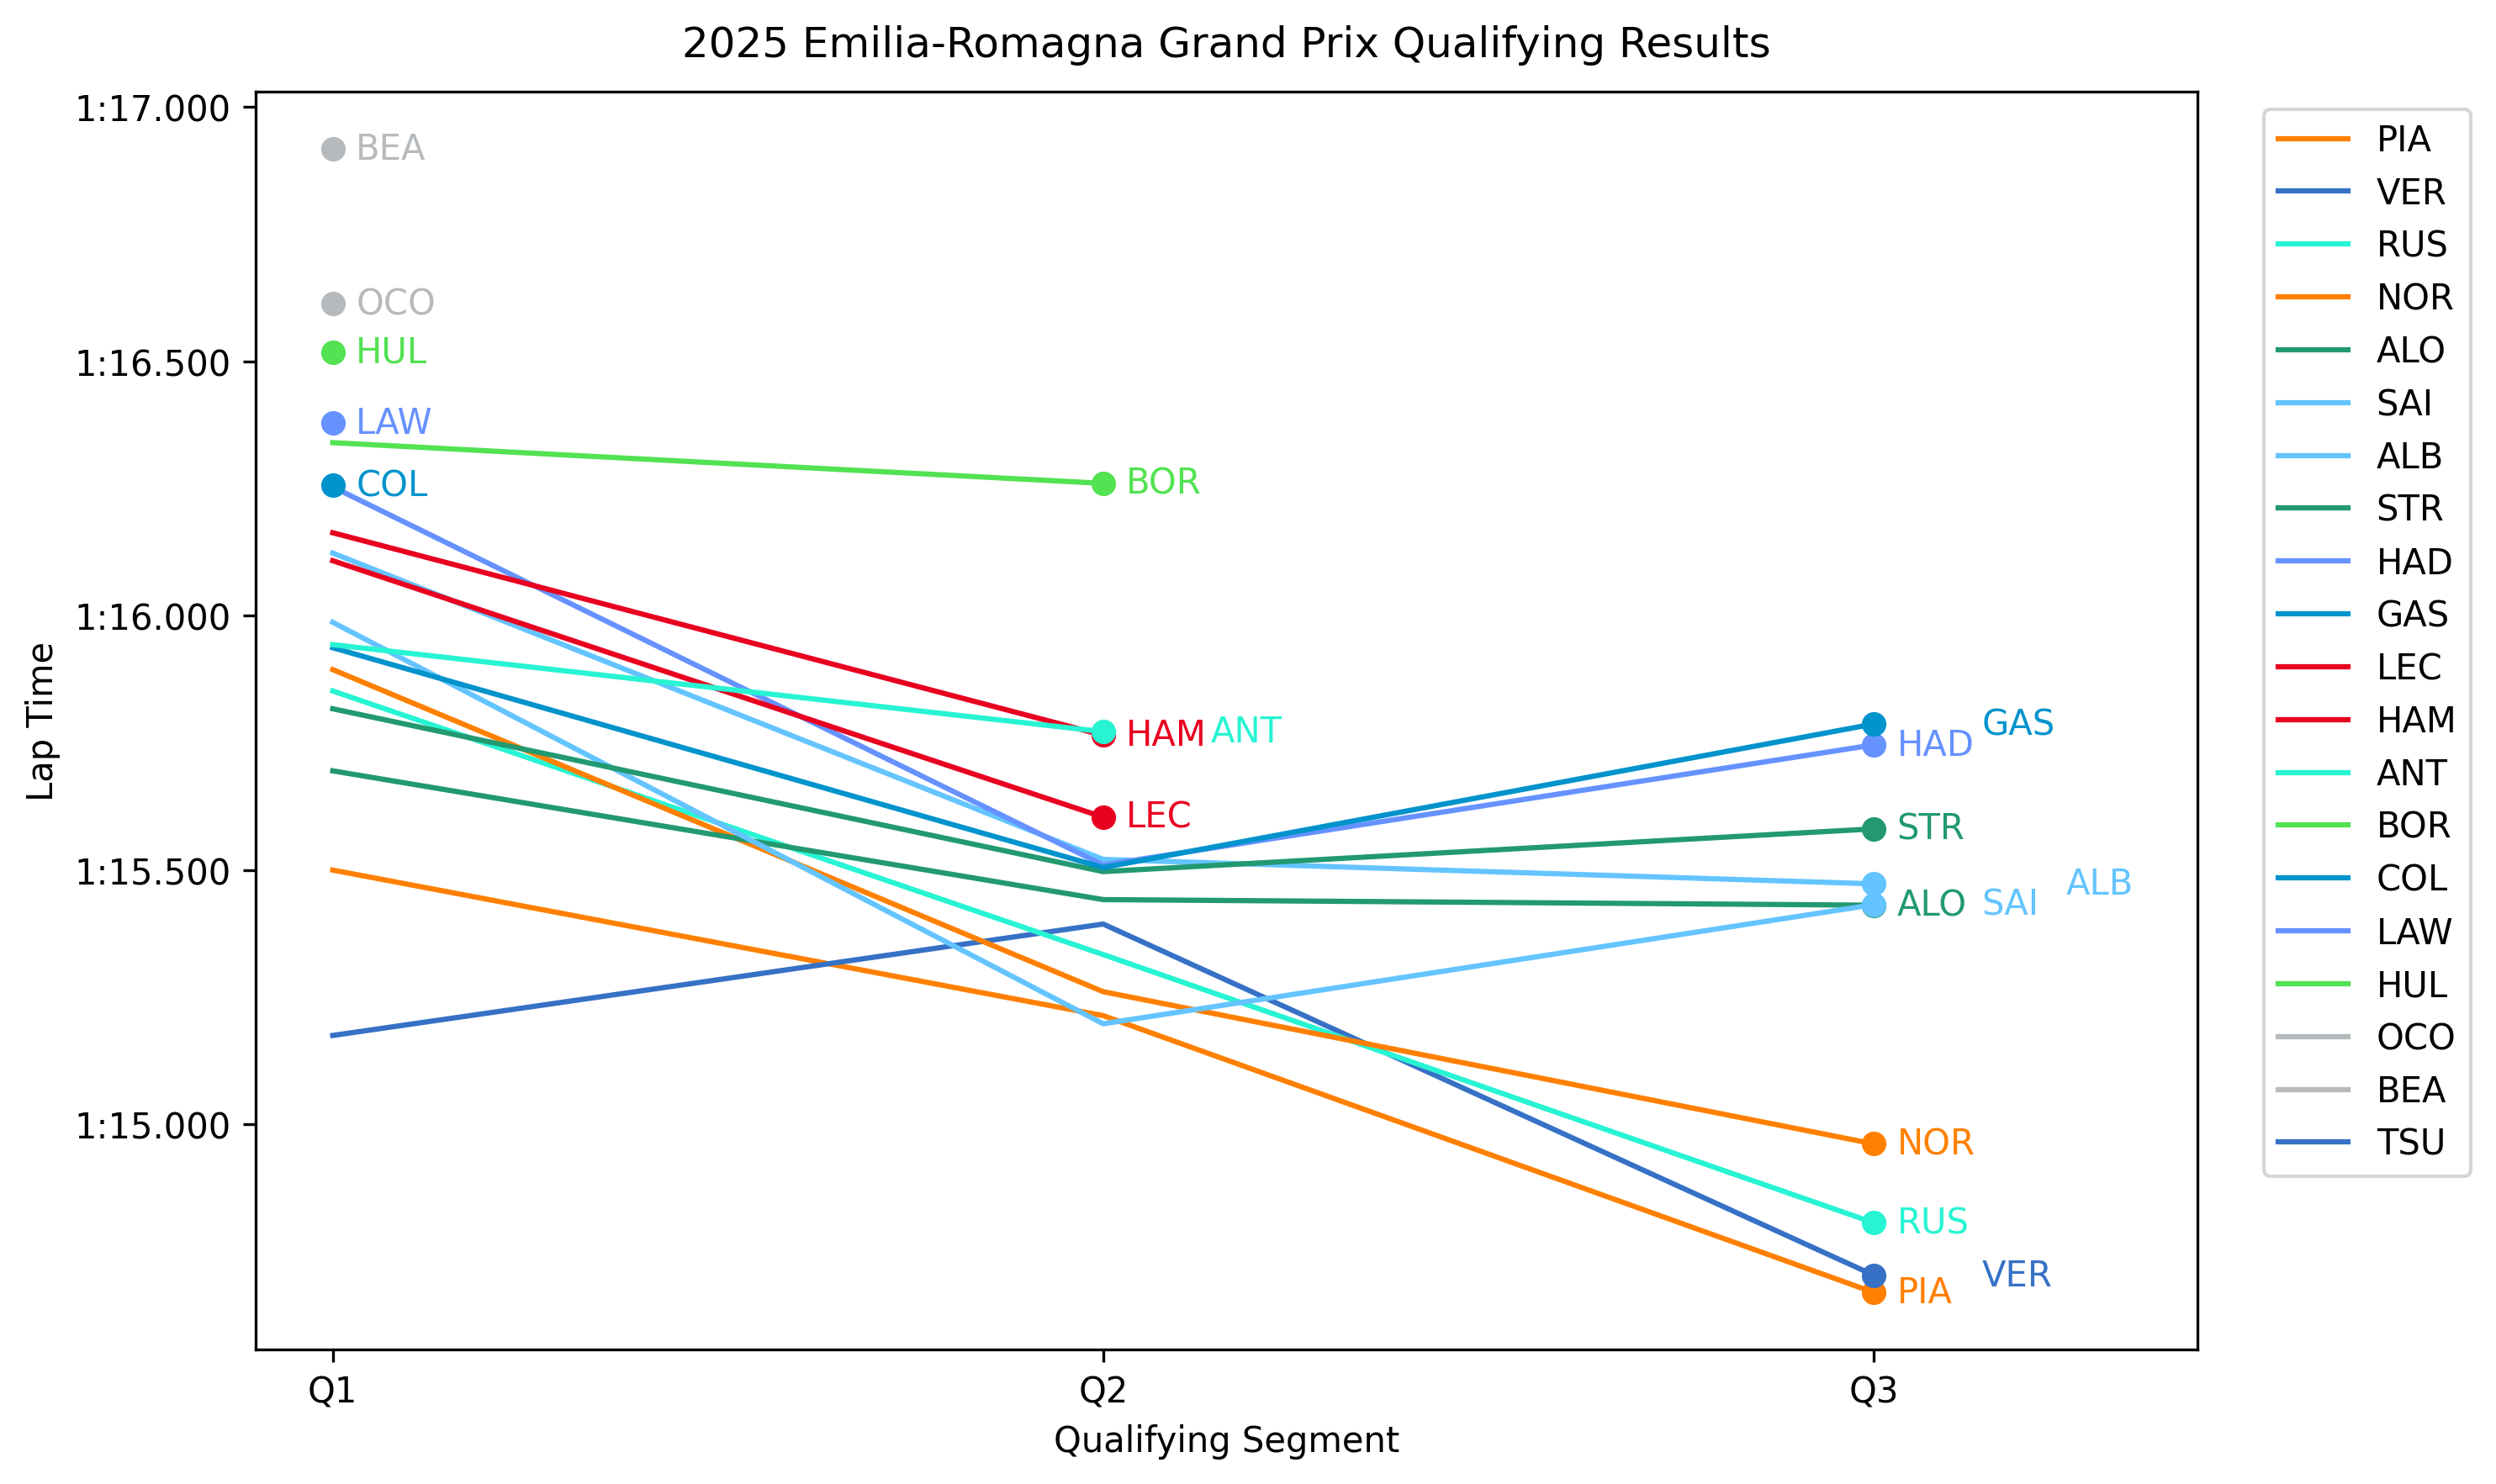 2025 Emilia-Romagna Grand Prix Qualifying Results
Lap Time
1:17.000
1:16.500
1:16.000
1:15.500
1:15.000
BEA
OCO
HUL
LAW
COL
BOR
HAM ANT
LEC
GAS
HAD
STR
ALB
ALO SAI
NOR
RUS
VER
PIA
Q1 Q2 Q3
Qualifying Segment
PIA
VER
RUS
NOR
ALO
SAI
ALB
STR
HAD
GAS
LEC
HAM
ANT
BOR
COL
LAW
HUL
OCO
BEA
TSU